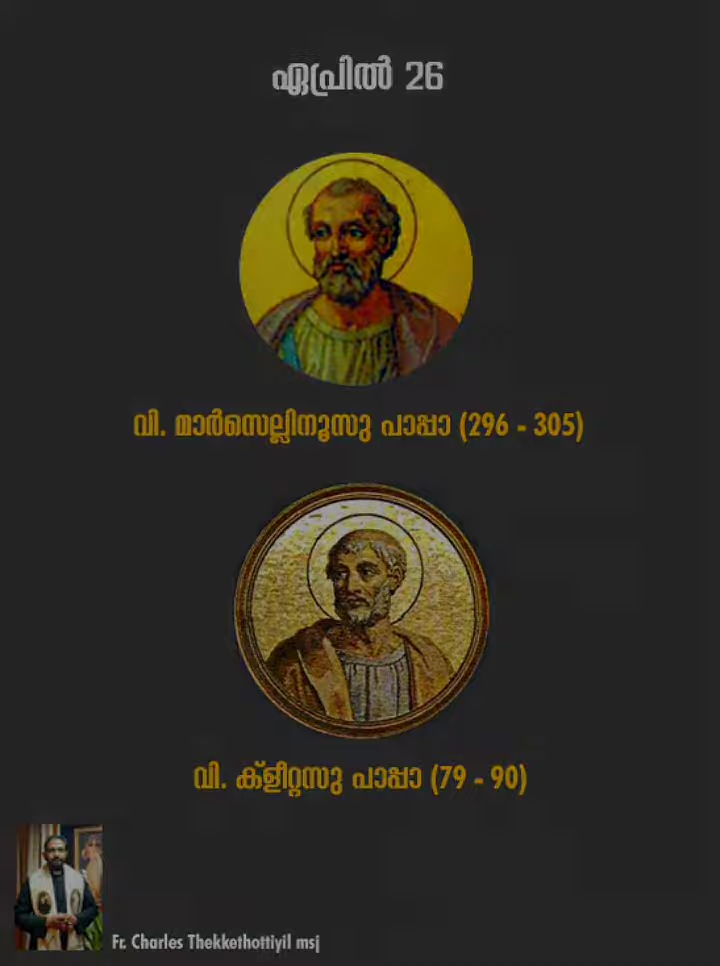 ഏപ്രിൽ 26
വി. മാർസെല്ലിനൂസു പാപ്പാ (296 - 305)
വി. ക്ളീറ്റസു പാപ്പാ (79 - 90)
Fr. Charles Thekkethottiyil msj